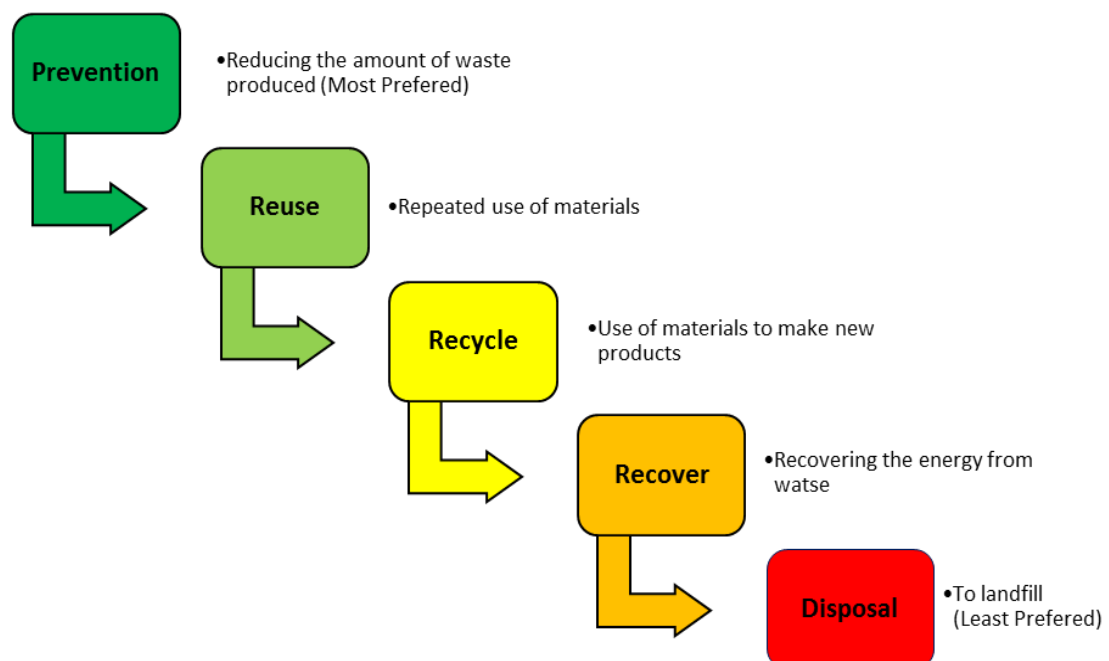 Prevention
•Reducing the amount of waste
produced (Most Prefered)
Reuse
•Repeated use of materials
Recycle
•Use of materials to make new
products
Recover
•Recovering the energy from
watse
Disposal
•To landfill
(Least Prefered)